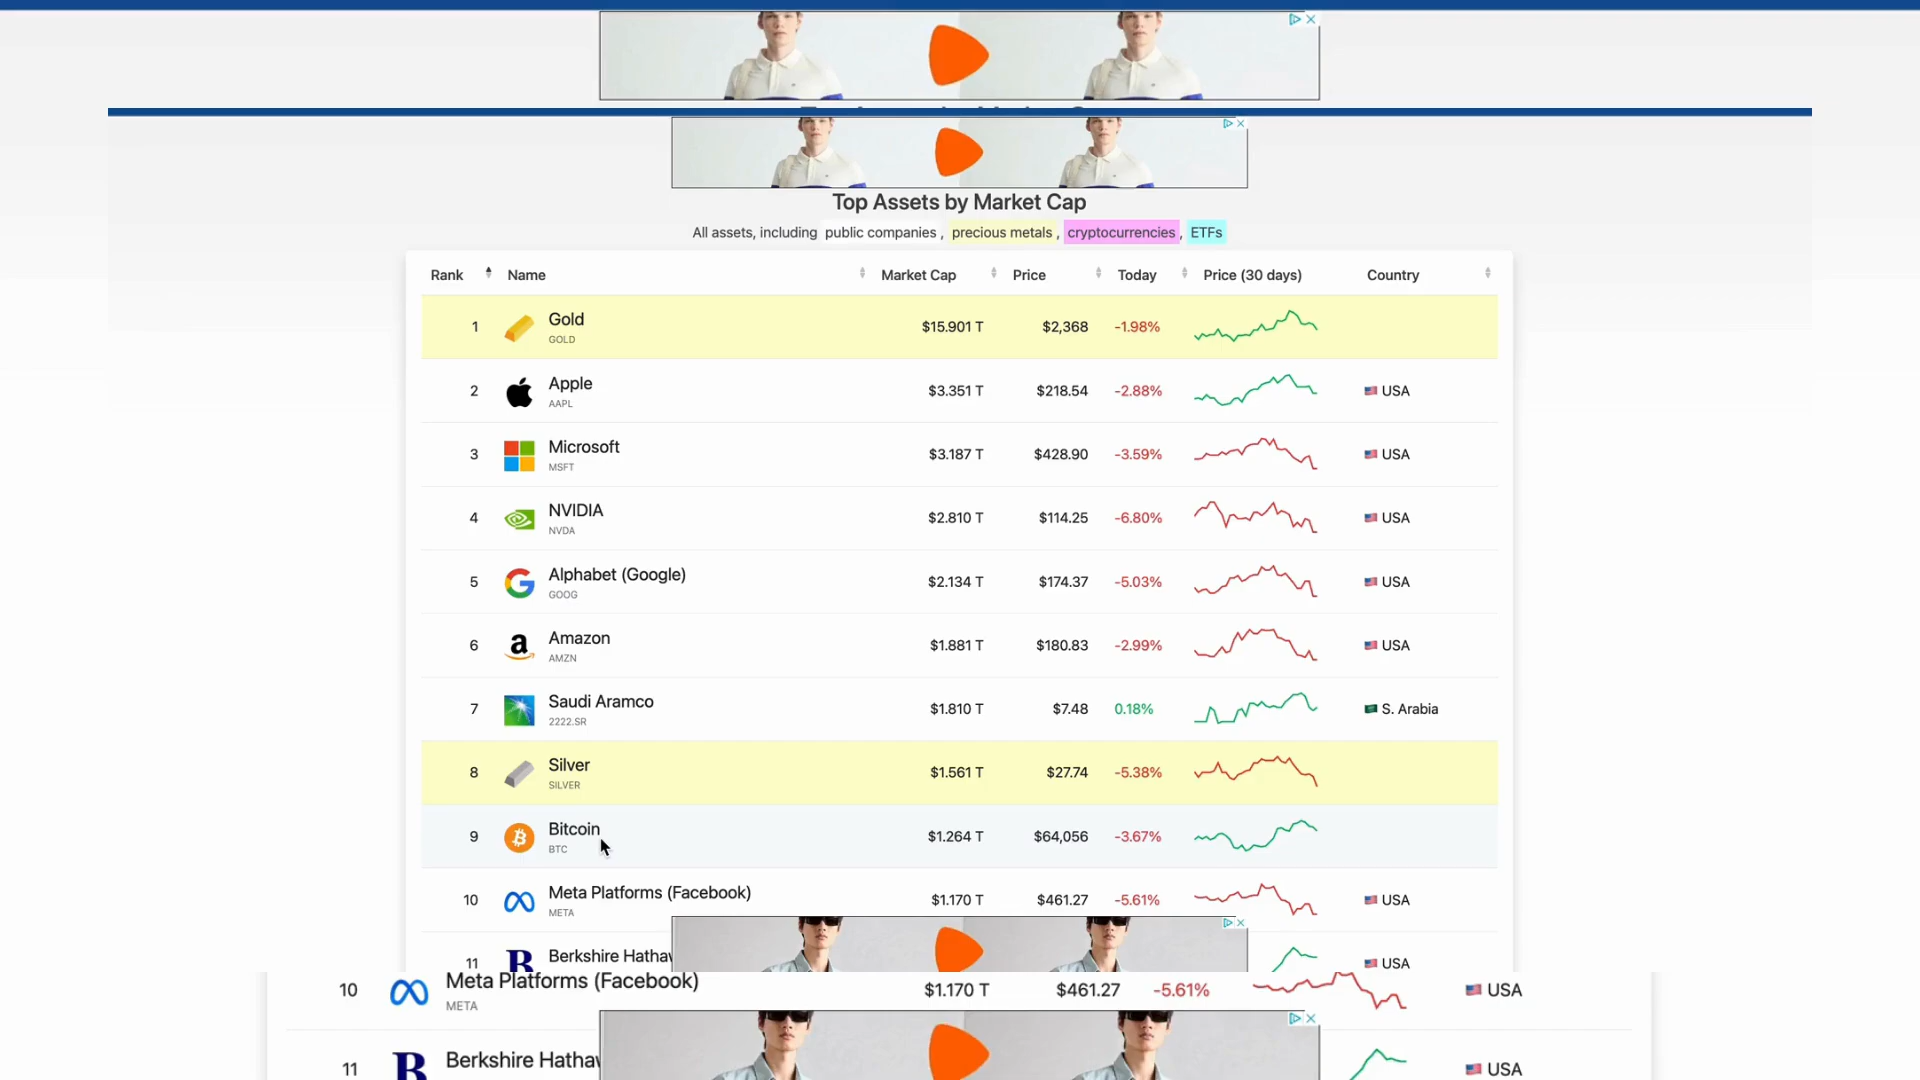 Top Assets by Market Cap
All assets, including public companies , precious metals , cryptocurrencies , ETFs
Rank Name Market Cap Price Today Price (30 days) Country
1 Gold $15.901 T $2,368 -1.98%
GOLD
2 Apple $3.351 T $218.54 -2.88% USA
AAPL
3 Microsoft $3.187 T $428.90 -3.59% USA
MSFT
4 NVIDIA $2.810 T $114.25 -6.80% USA
NVDA
5 Alphabet (Google) $2.134 T $174.37 -5.03% USA
GOOG
6 Amazon $1.881 T $180.83 -2.99% USA
AMZN
7 Saudi Aramco $1.810 T $7.48 0.18% S. Arabia
2222.SR
8 Silver $1.561 T $27.74 -5.38%
SILVER
9 Bitcoin $1.264 T $64,056 -3.67%
BTC
10 Meta Platforms (Facebook) $1.170 T $461.27 -5.61% USA
META
11 Berkshire Hathaw USA
10 Meta Platforms (Facebook) $1.170 T $461.27 -5.61% USA
META
11 Berkshire Hathaw USA